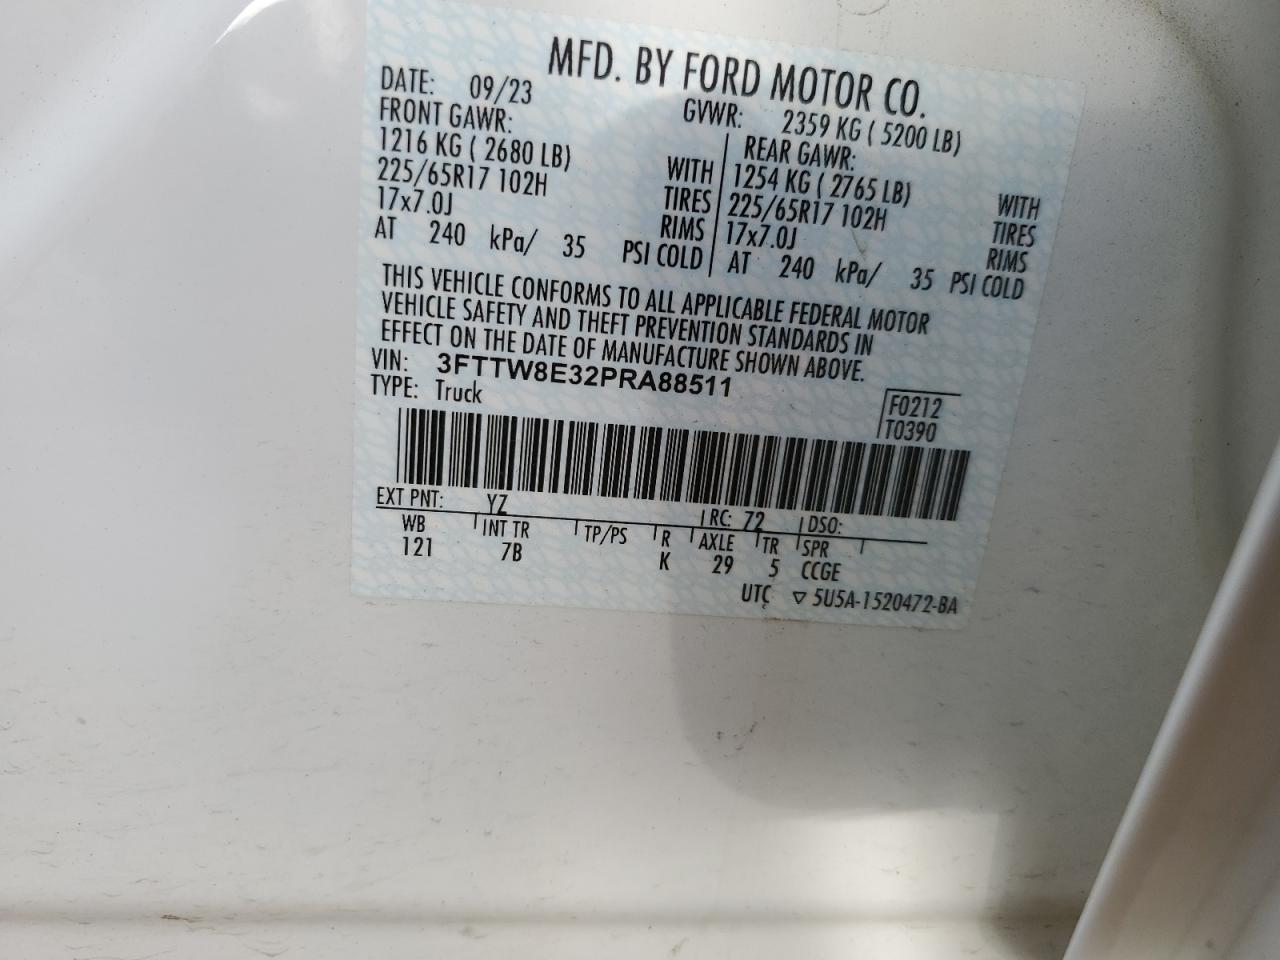 MFD. BY FORD MOTOR CO.
DATE: 09/23 GVWR: 2359 KG ( 5200 LB)
FRONT GAWR: REAR GAWR:
1216 KG ( 2680 LB) WITH 1254 KG ( 2765 LB) WITH
225/65R17 102H TIRES 225/65R17 102H TIRES
17x7.0J RIMS 17x7.0J RIMS
AT 240 kPa/ 35 PSI COLD AT 240 kPa/ 35 PSI COLD
THIS VEHICLE CONFORMS TO ALL APPLICABLE FEDERAL MOTOR
VEHICLE SAFETY AND THEFT PREVENTION STANDARDS IN
EFFECT ON THE DATE OF MANUFACTURE SHOWN ABOVE.
VIN: 3FTTW8E32PRA88511
TYPE: Truck
F0212
T0390
EXT PNT: YZ RC: 72 DSO:
WB INT TR TP/PS R AXLE TR SPR
121 7B K 29 5 CCGE
UTC ▽ 5U5A-1520472-BA